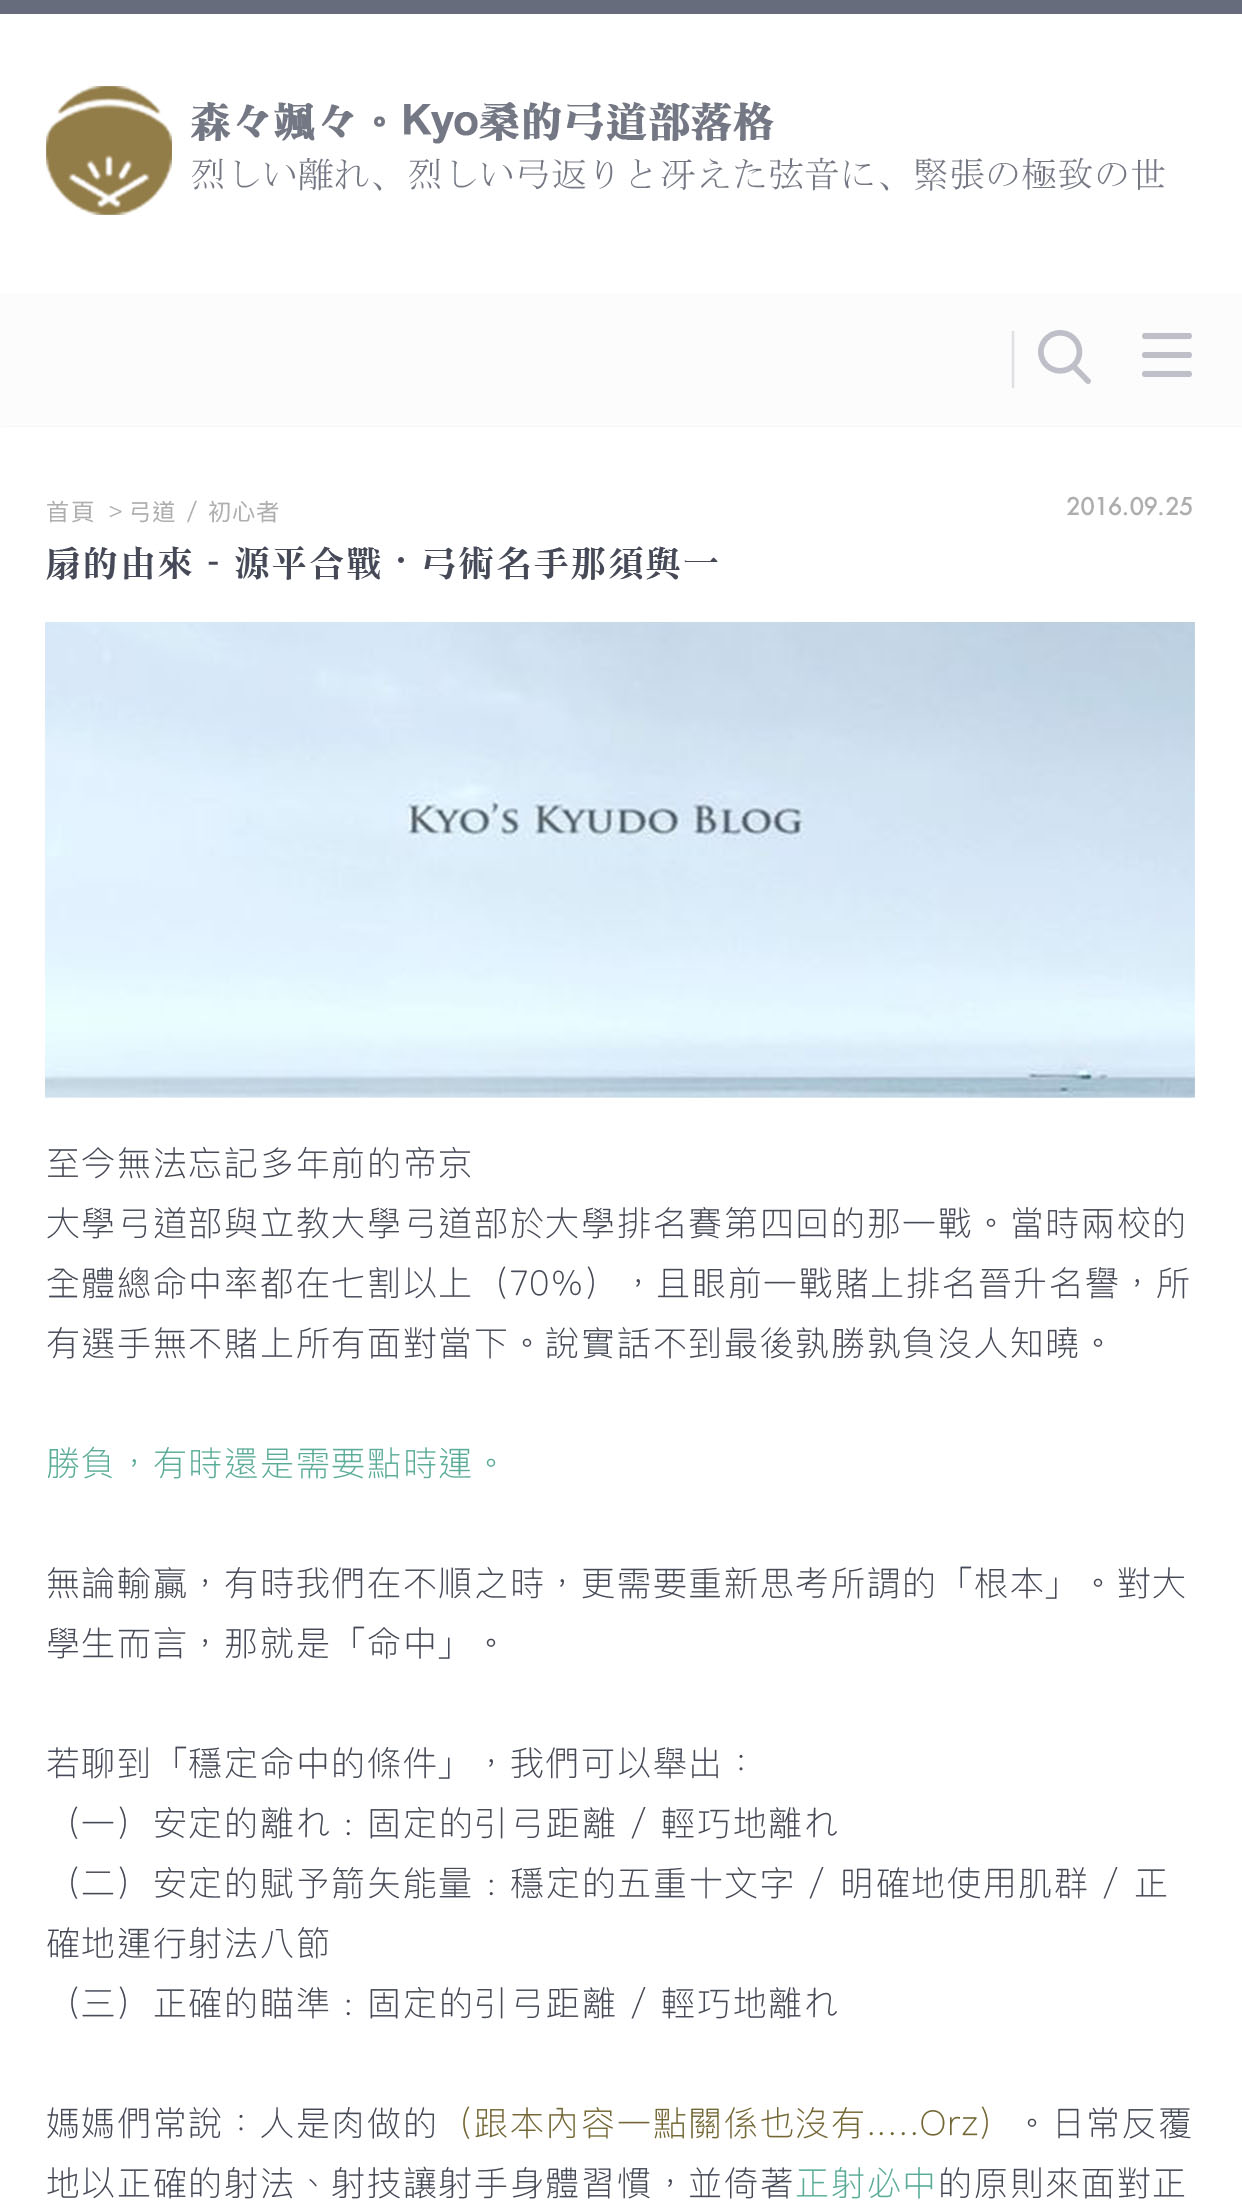 森々颯々。Kyo桑的弓道部落格
烈しい離れ、烈しい弓返りと冴えた弦音に、緊張の極致の世
首頁 > 弓道 / 初心者
2016.09.25
扇的由來 - 源平合戰・弓術名手那須與一
KYO'S KYUDO BLOG
至今無法忘記多年前的帝京
大學弓道部與立教大學弓道部於大學排名賽第四回的那一戰。當時兩校的
全體總命中率都在七割以上（70%），且眼前一戰賭上排名晉升名譽，所
有選手無不賭上所有面對當下。說實話不到最後孰勝孰負沒人知曉。
勝負，有時還是需要點時運。
無論輸贏，有時我們在不順之時，更需要重新思考所謂的「根本」。對大
學生而言，那就是「命中」。
若聊到「穩定命中的條件」，我們可以舉出：
（一）安定的離れ：固定的引弓距離 / 輕巧地離れ
（二）安定的賦予箭矢能量：穩定的五重十文字 / 明確地使用肌群 / 正
確地運行射法八節
（三）正確的瞄準：固定的引弓距離 / 輕巧地離れ
媽媽們常說：人是肉做的（跟本內容一點關係也沒有.....Orz）。日常反覆
地以正確的射法、射技讓射手身體習慣，並倚著正射必中的原則來面對正